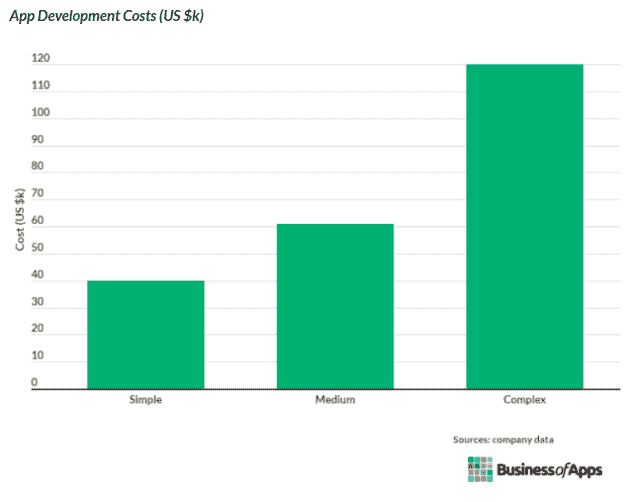 App Development Costs (US $k)
120
110
100
90
80
70
60
50
40
30
20
10
0
Cost (US $k)
Simple Medium Complex
Sources: company data
BusinessofApps